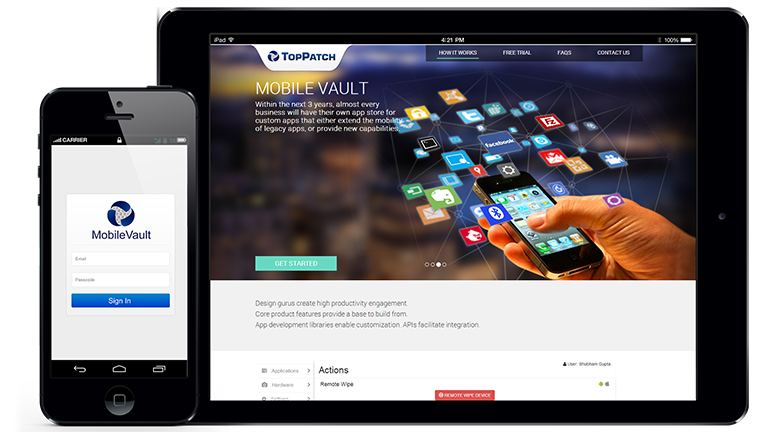 CARRIER
MobileVault
Email
Passcode
Sign In
iPad
4:21 PM
100%
TOPPATCH
HOW IT WORKS
FREE TRIAL
FAQS
CONTACT US
MOBILE VAULT
Within the next 3 years, almost every
business will have their own app store for
custom apps that either extend the mobility
of legacy apps, or provide new capabilities.
facebook
GET STARTED
Design gurus create high productivity engagement.
Core product features provide a base to build from.
App development libraries enable customization. APIs facilitate integration.
Applications
Hardware
Actions
User: Shubham Gupta
Remote Wipe
REMOTE WIPE DEVICE